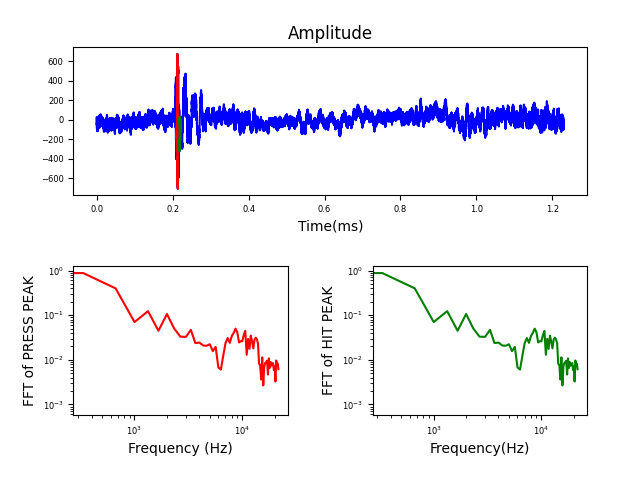 Amplitude
600
400
200
0
−200
−400
−600
0.0 0.2 0.4 0.6 0.8 1.0 1.2
Time(ms)
FFT of PRESS PEAK
10⁰
10⁻¹
10⁻²
10⁻³
10³ 10⁴
Frequency (Hz)
FFT of HIT PEAK
10⁰
10⁻¹
10⁻²
10⁻³
10³ 10⁴
Frequency(Hz)